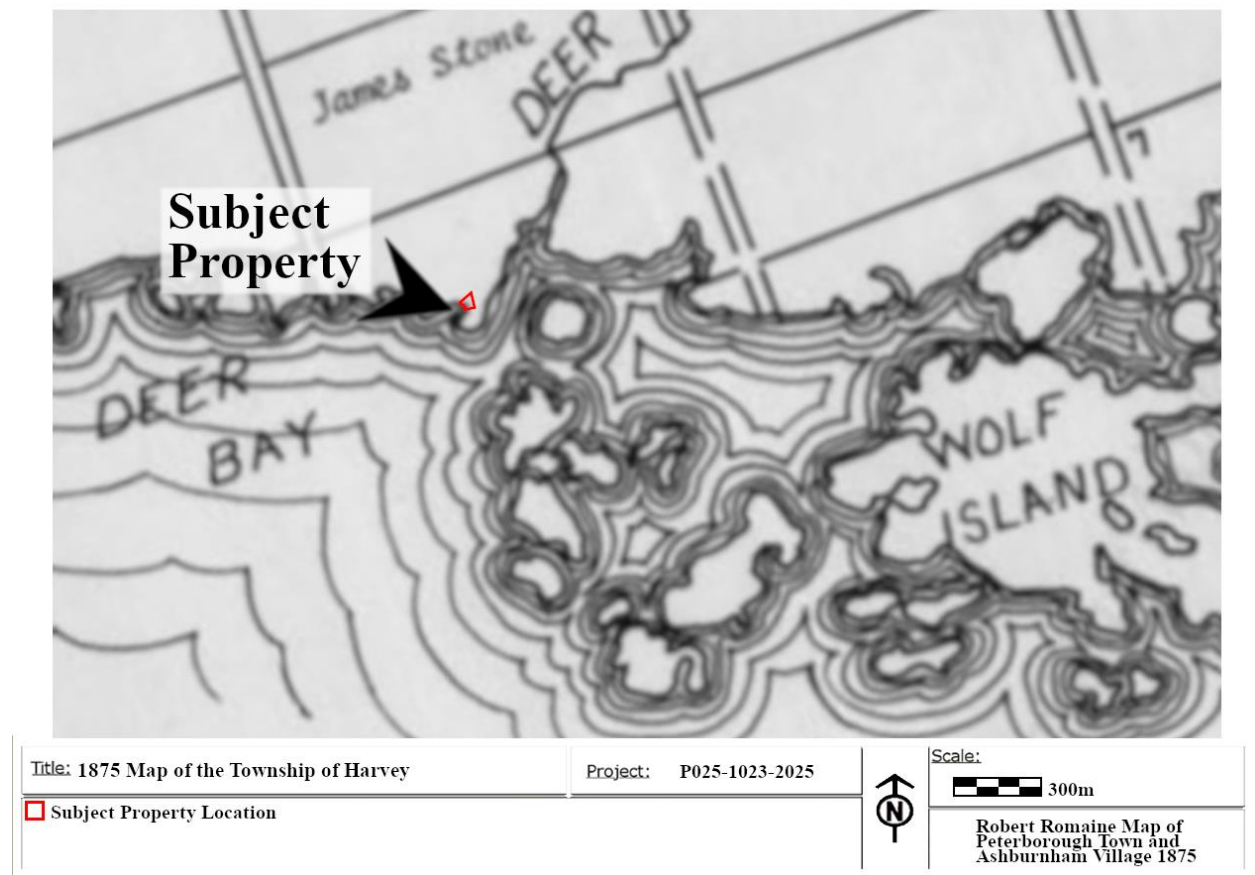 James Stone
DEER
7
Subject
Property
DEER
BAY
WOLF
ISLAND
Title: 1875 Map of the Township of Harvey
Project: P025-1023-2025
Subject Property Location
N
Scale:
300m
Robert Romaine Map of
Peterborough Town and
Ashburnham Village 1875